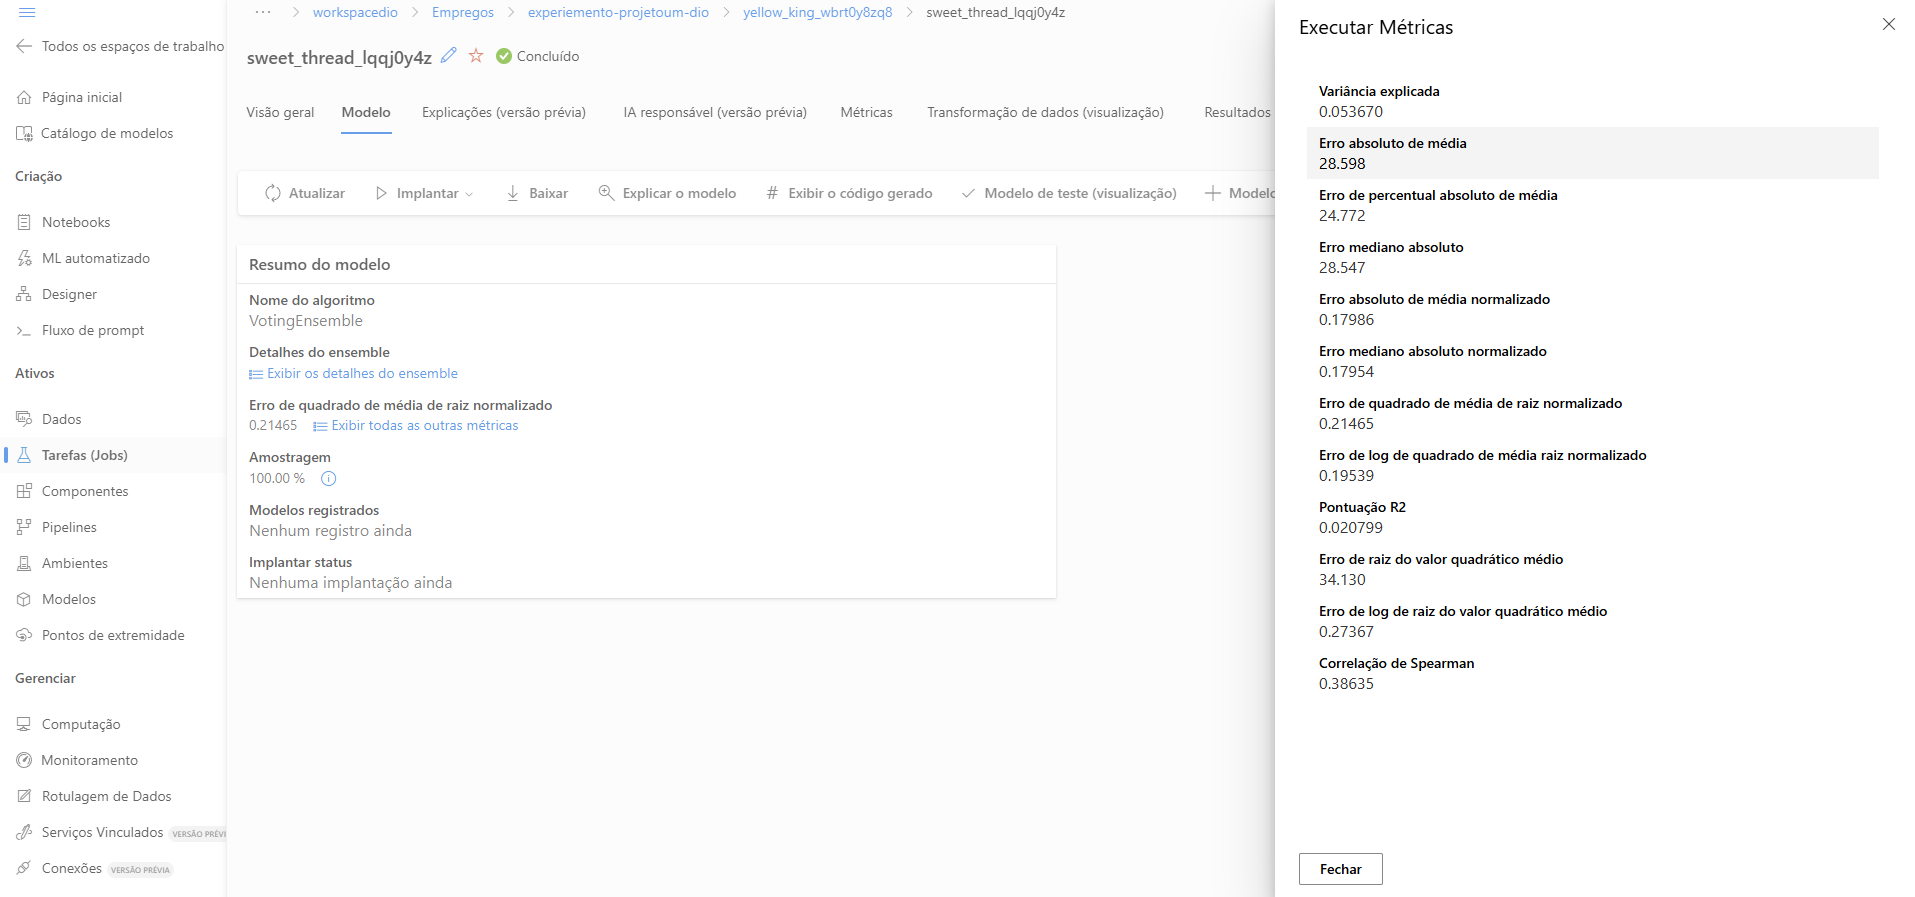 Todos os espaços de trabalho
Página inicial
Catálogo de modelos
Criação
Notebooks
ML automatizado
Designer
Fluxo de prompt
Ativos
Dados
Tarefas (Jobs)
Componentes
Pipelines
Ambientes
Modelos
Pontos de extremidade
Gerenciar
Computação
Monitoramento
Rotulagem de Dados
Serviços Vinculados VERSÃO PRÉVI
Conexões VERSÃO PRÉVIA
··· > workspacedio > Empregos > experiemento-projetoum-dio > yellow_king_wbrt0y8zq8 > sweet_thread_lqqj0y4z
sweet_thread_lqqj0y4z Concluído
Visão geral Modelo Explicações (versão prévia) IA responsável (versão prévia) Métricas Transformação de dados (visualização) Resultados
Atualizar Implantar Baixar Explicar o modelo # Exibir o código gerado Modelo de teste (visualização) Modelo
Resumo do modelo
Nome do algoritmo
VotingEnsemble
Detalhes do ensemble
Exibir os detalhes do ensemble
Erro de quadrado de média de raiz normalizado
0.21465 Exibir todas as outras métricas
Amostragem
100.00 %
Modelos registrados
Nenhum registro ainda
Implantar status
Nenhuma implantação ainda
Executar Métricas
Variância explicada
0.053670
Erro absoluto de média
28.598
Erro de percentual absoluto de média
24.772
Erro mediano absoluto
28.547
Erro absoluto de média normalizado
0.17986
Erro mediano absoluto normalizado
0.17954
Erro de quadrado de média de raiz normalizado
0.21465
Erro de log de quadrado de média raiz normalizado
0.19539
Pontuação R2
0.020799
Erro de raiz do valor quadrático médio
34.130
Erro de log de raiz do valor quadrático médio
0.27367
Correlação de Spearman
0.38635
Fechar